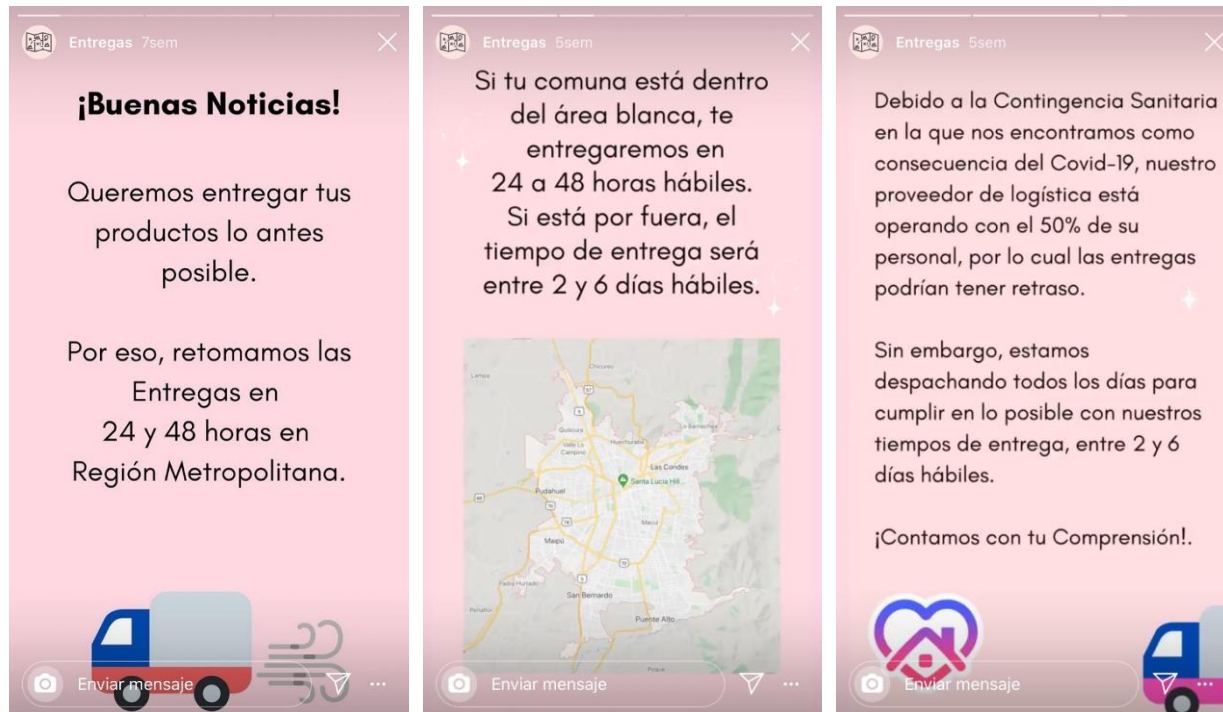 Entregas 7sem
¡Buenas Noticias!
Queremos entregar tus
productos lo antes
posible.
Por eso, retomamos las
Entregas en
24 y 48 horas en
Región Metropolitana.
Enviar mensaje
Entregas 5sem
Si tu comuna está dentro
del área blanca, te
entregaremos en
24 a 48 horas hábiles.
Si está por fuera, el
tiempo de entrega será
entre 2 y 6 días hábiles.
Chicureo
Lampa
Quilicura
Lo Barnechea
Valle Lo
Campino
Huechuraba
Las Condes
Santa Lucia Hill
Pudahuel
Macul
Maipú
Padre Hurtado
San Bernardo
Peñaflor
Puente Alto
Pirque
Enviar mensaje
Entregas 5sem
Debido a la Contingencia Sanitaria
en la que nos encontramos como
consecuencia del Covid-19, nuestro
proveedor de logística está
operando con el 50% de su
personal, por lo cual las entregas
podrían tener retraso.
Sin embargo, estamos
despachando todos los días para
cumplir en lo posible con nuestros
tiempos de entrega, entre 2 y 6
días hábiles.
¡Contamos con tu Comprensión!.
Enviar mensaje